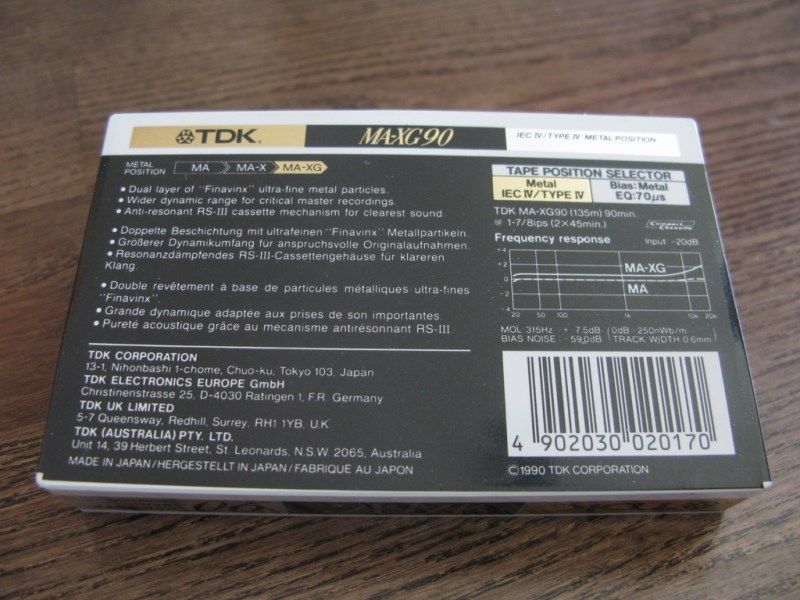 TDK.
MA-XG90
IEC IV/TYPE IV METAL POSITION
METAL POSITION MA MA-X MA-XG
• Dual layer of "Finavinx" ultra-fine metal particles.
• Wider dynamic range for critical master recordings.
• Anti-resonant RS-III cassette mechanism for clearest sound
• Doppelte Beschichtung mit ultrafeinen "Finavinx" Metallpartikeln.
• Größerer Dynamikumfang für anspruchsvolle Originalaufnahmen.
• Resonanzdämpfendes RS-III-Cassettengehäuse für klareren
Klang.
• Double revêtement à base de particules métalliques ultra-fines
"Finavinx".
• Grande dynamique adaptée aux prises de son importantes.
• Pureté acoustique grâce au mécanisme antirésonnant RS-III
TDK CORPORATION
13-1, Nihonbashi 1-chome, Chuo-ku, Tokyo 103, Japan
TDK ELECTRONICS EUROPE GmbH
Christinenstrasse 25, D-4030 Ratingen 1, F.R. Germany
TDK UK LIMITED
5-7 Queensway, Redhill, Surrey, RH1 1YB, U.K
TDK (AUSTRALIA) PTY. LTD.
Unit 14, 39 Herbert Street, St. Leonards, N.S.W. 2065, Australia
MADE IN JAPAN/HERGESTELLT IN JAPAN/FABRIQUÉ AU JAPON
TAPE POSITION SELECTOR
Metal
IEC IV/TYPE IV
Bias: Metal
EQ: 70μs
TDK MA-XG90 (135m) 90min.
@ 1-7/8ips (2×45min.)
Compact Cassette
Frequency response Input -20dB
+4
+2
0
-2
-4
MA-XG
MA
20 50 100 1k 10k 20k
MOL 315Hz : +7.5dB (0dB=250nWb/m
BIAS NOISE : -59.0dB TRACK WIDTH 0.6mm)
4 902030 020170
©1990 TDK CORPORATION